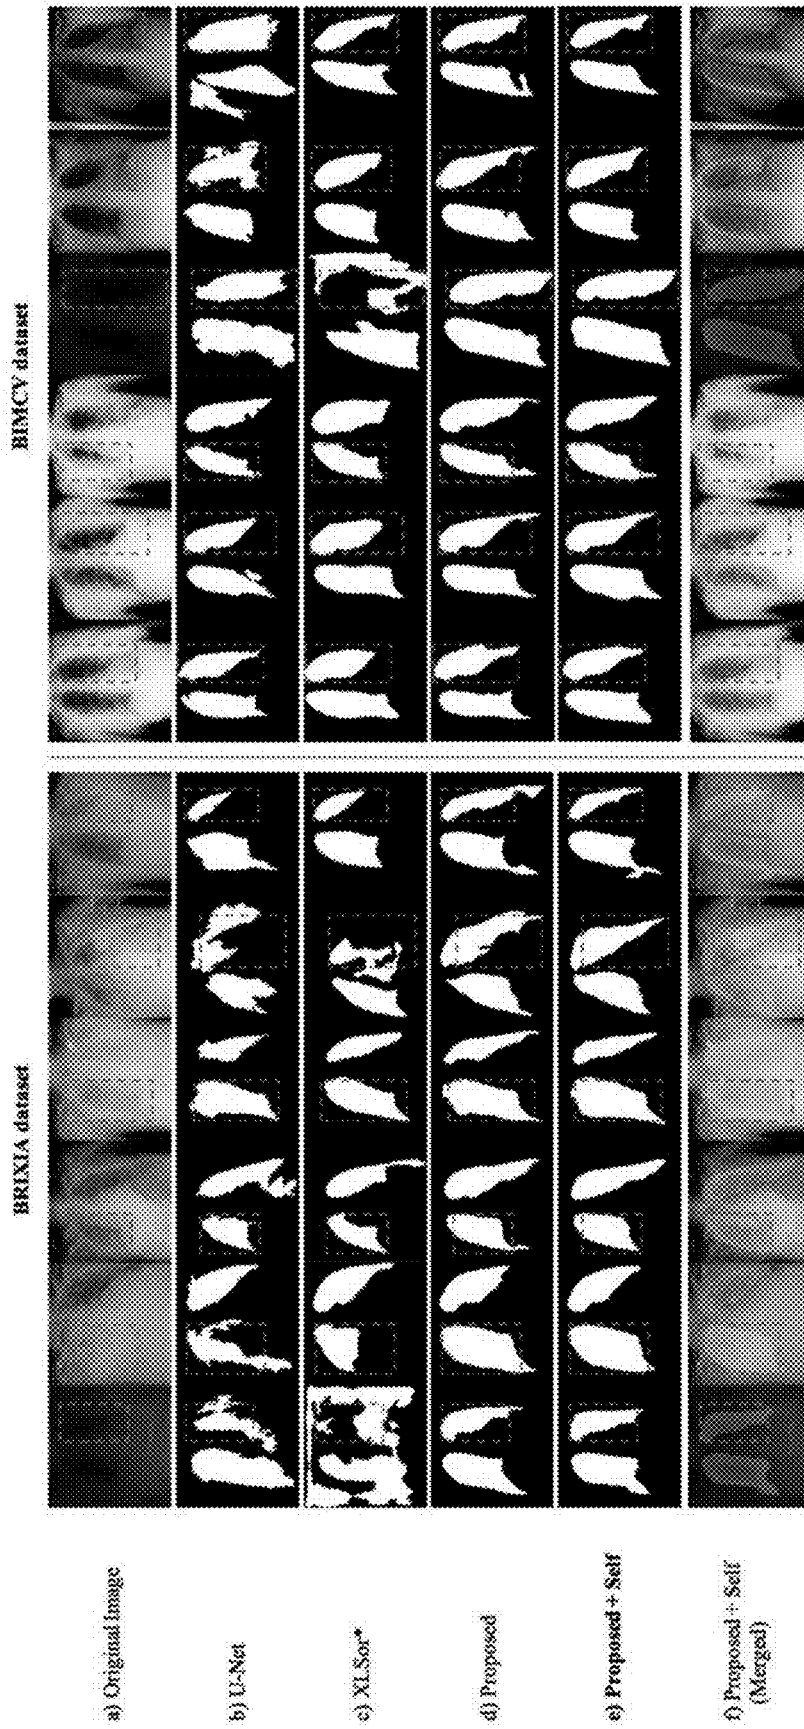 BRIXIA dataset
BIMCV dataset
a) Original image
b) U-Net
c) XLSor*
d) Proposed
e) Proposed + Self
f) Proposed + Self
(Merged)